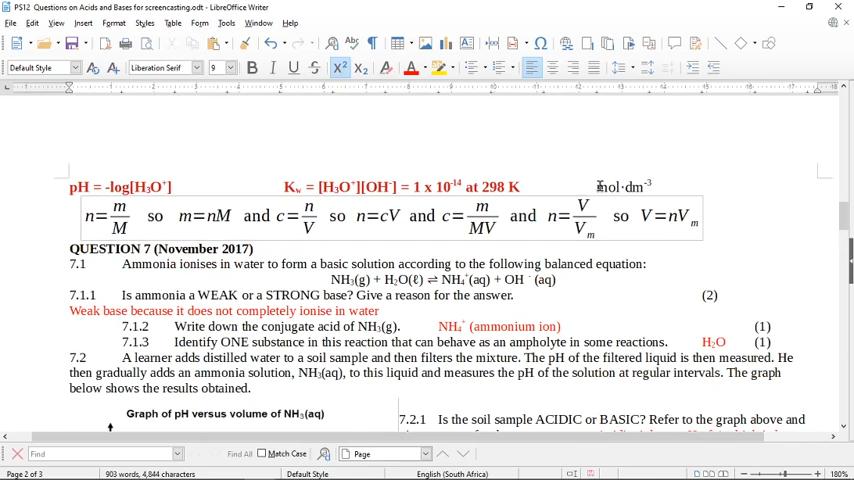 PS12 Questions on Acids and Bases for screencasting.odt - LibreOffice Writer
File Edit View Insert Format Styles Table Form Tools Window Help
Default Style Liberation Serif 9
pH = -log[H₃O⁺] Kw = [H₃O⁺][OH⁻] = 1 x 10⁻¹⁴ at 298 K mol·dm⁻³
n=m/M so m=nM and c=n/V so n=cV and c=m/MV and n=V/Vₘ so V=nVₘ
QUESTION 7 (November 2017)
7.1 Ammonia ionises in water to form a basic solution according to the following balanced equation:
NH₃(g) + H₂O(ℓ) ⇌ NH₄⁺(aq) + OH⁻(aq)
7.1.1 Is ammonia a WEAK or a STRONG base? Give a reason for the answer. (2)
Weak base because it does not completely ionise in water
7.1.2 Write down the conjugate acid of NH₃(g). NH₄⁺ (ammonium ion) (1)
7.1.3 Identify ONE substance in this reaction that can behave as an ampholyte in some reactions. H₂O (1)
7.2 A learner adds distilled water to a soil sample and then filters the mixture. The pH of the filtered liquid is then measured. He
then gradually adds an ammonia solution, NH₃(aq), to this liquid and measures the pH of the solution at regular intervals. The graph
below shows the results obtained.
Graph of pH versus volume of NH₃(aq)
7.2.1 Is the soil sample ACIDIC or BASIC? Refer to the graph above and
Find Find All Match Case Page
Page 2 of 3 903 words, 4,844 characters Default Style English (South Africa) 180%